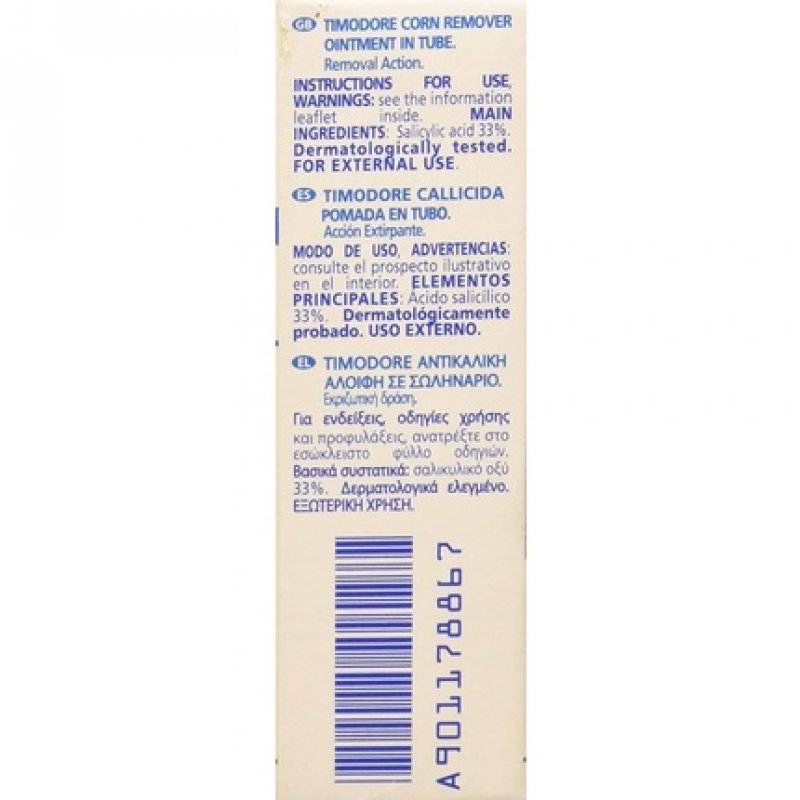 GB TIMODORE CORN REMOVER
OINTMENT IN TUBE.
Removal Action.
INSTRUCTIONS FOR USE,
WARNINGS: see the information
leaflet inside. MAIN
INGREDIENTS: Salicylic acid 33%.
Dermatologically tested.
FOR EXTERNAL USE.
ES TIMODORE CALLICIDA
POMADA EN TUBO.
Acción Extirpante.
MODO DE USO, ADVERTENCIAS:
consulte el prospecto ilustrativo
en el interior. ELEMENTOS
PRINCIPALES: Acido salicílico
33%. Dermatológicamente
probado. USO EXTERNO.
EL TIMODORE ΑΝΤΙΚΑΛΙΚΗ
ΑΛΟΙΦΗ ΣΕ ΣΩΛΗΝΑΡΙΟ.
Εκριζωτική δράση.
Για ενδείξεις, οδηγίες χρήσης
και προφυλάξεις, ανατρέξτε στο
εσώκλειστο φύλλο οδηγιών.
Βασικά συστατικά: σαλικυλικό οξύ
33%. Δερματολογικά ελεγμένο.
ΕΞΩΤΕΡΙΚΗ ΧΡΗΣΗ.
A901178867